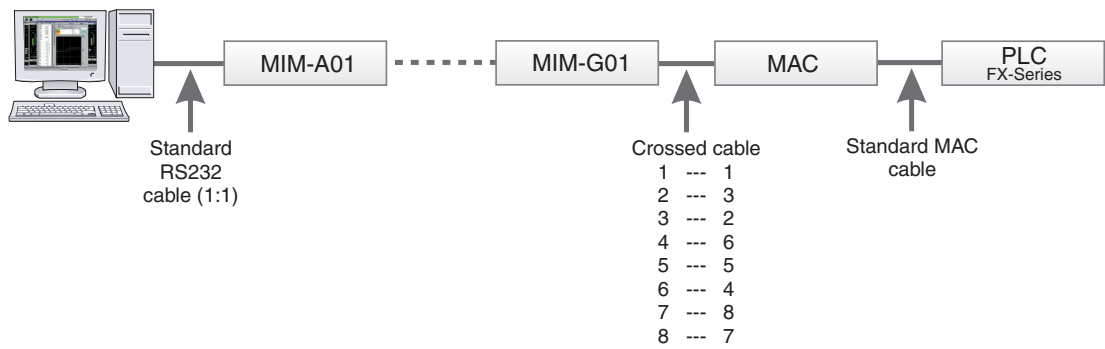 MIM-A01
MIM-G01
MAC
PLC
FX-Series
Standard
RS232
cable (1:1)
Crossed cable
1 --- 1
2 --- 3
3 --- 2
4 --- 6
5 --- 5
6 --- 4
7 --- 8
8 --- 7
Standard MAC
cable